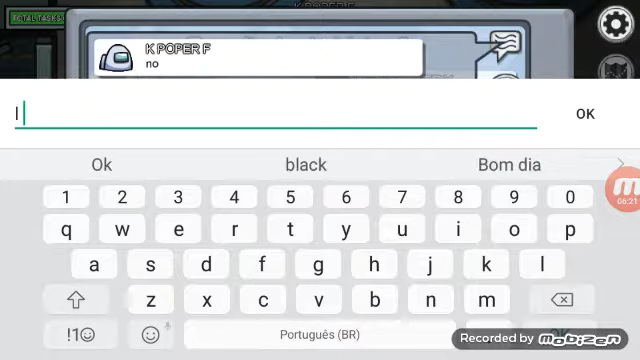 TOTAL TASKS
K POPER F
no
I
OK
Ok
black
Bom dia
1 2 3 4 5 6 7 8 9 0
06:21
q w e r t y u i o p
a s d f g h j k l
z x c v b n m
!1☺
Português (BR)
Recorded by MOBIZEN